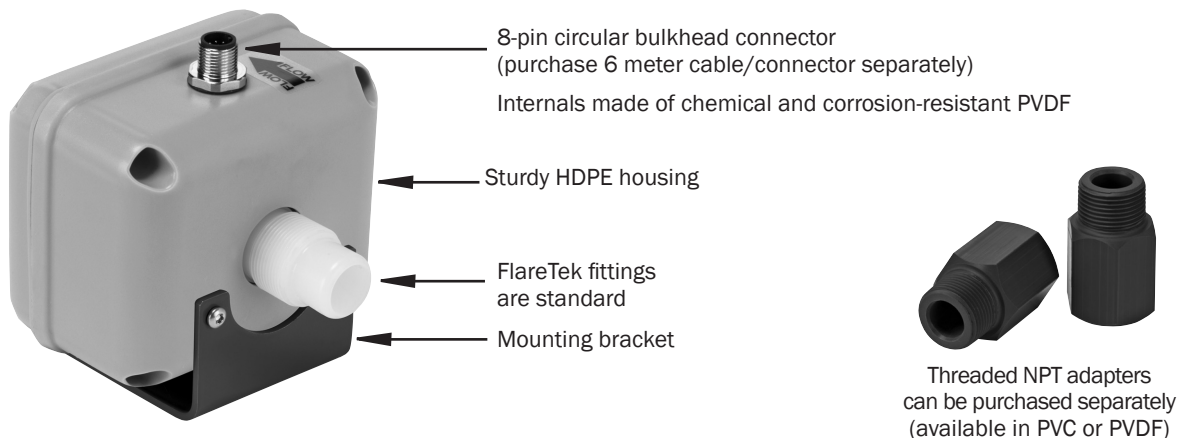 8-pin circular bulkhead connector
(purchase 6 meter cable/connector separately)
Internals made of chemical and corrosion-resistant PVDF
FLOW
FLOW
Sturdy HDPE housing
FlareTek fittings
are standard
Mounting bracket
Threaded NPT adapters
can be purchased separately
(available in PVC or PVDF)